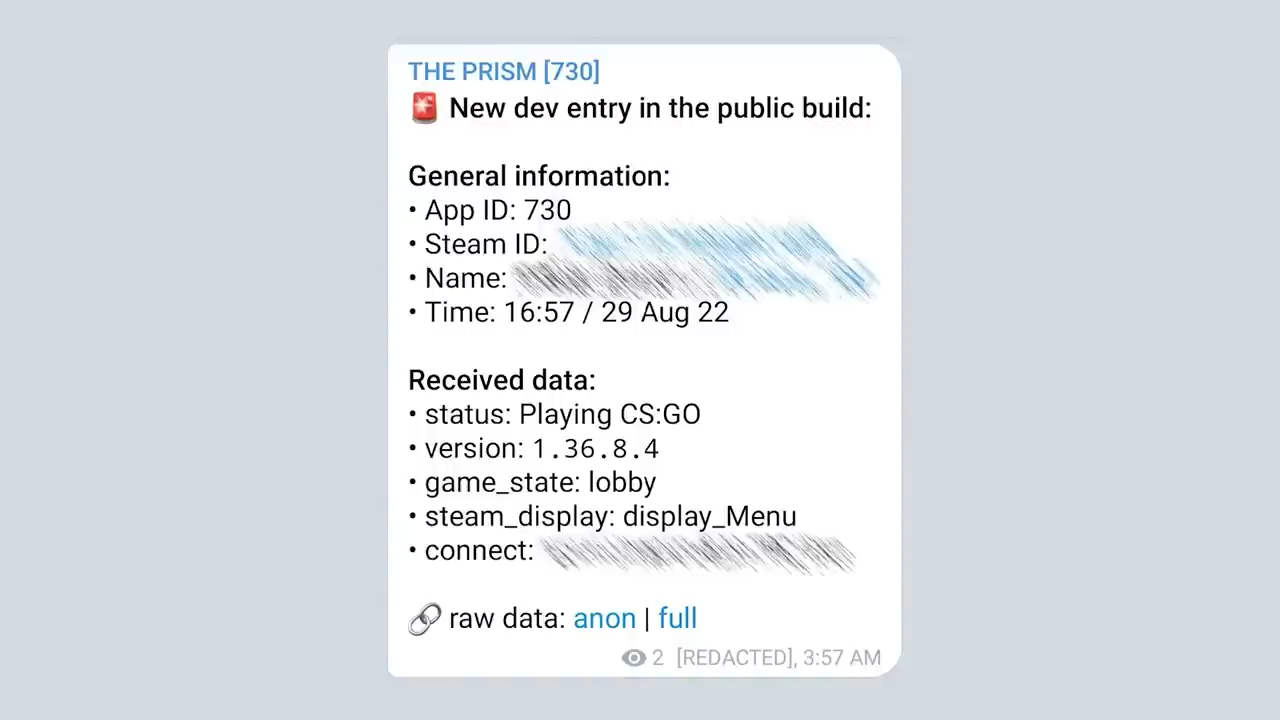 THE PRISM [730]
🚨 New dev entry in the public build:
General information:
• App ID: 730
• Steam ID:
• Name:
• Time: 16:57 / 29 Aug 22
Received data:
• status: Playing CS:GO
• version: 1.36.8.4
• game_state: lobby
• steam_display: display_Menu
• connect:
🔗 raw data: anon | full
2 [REDACTED], 3:57 AM